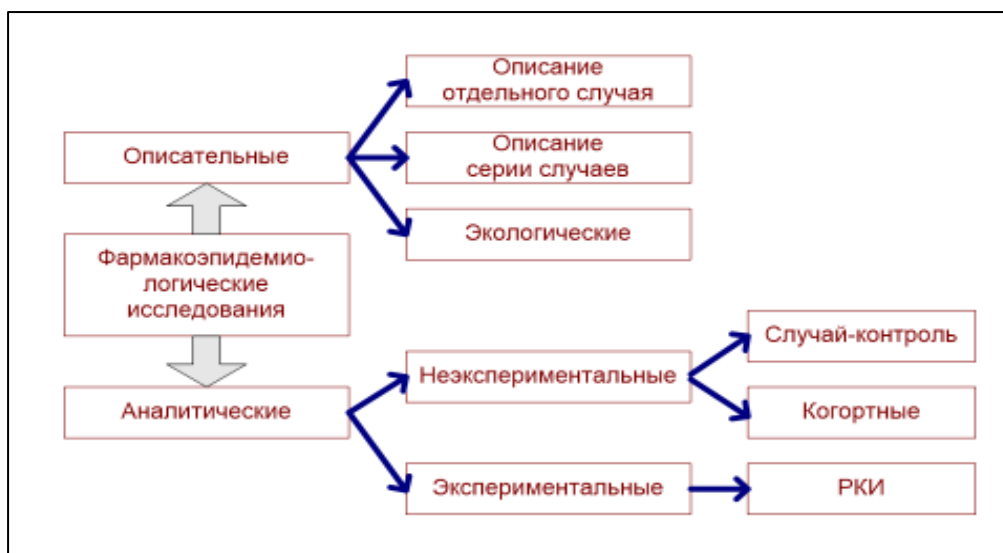 Описание
отдельного случая
Описательные
Описание
серии случаев
Экологические
Фармакоэпидемио-
логические
исследования
Случай-контроль
Неэкспериментальные
Аналитические
Когортные
Экспериментальные
РКИ